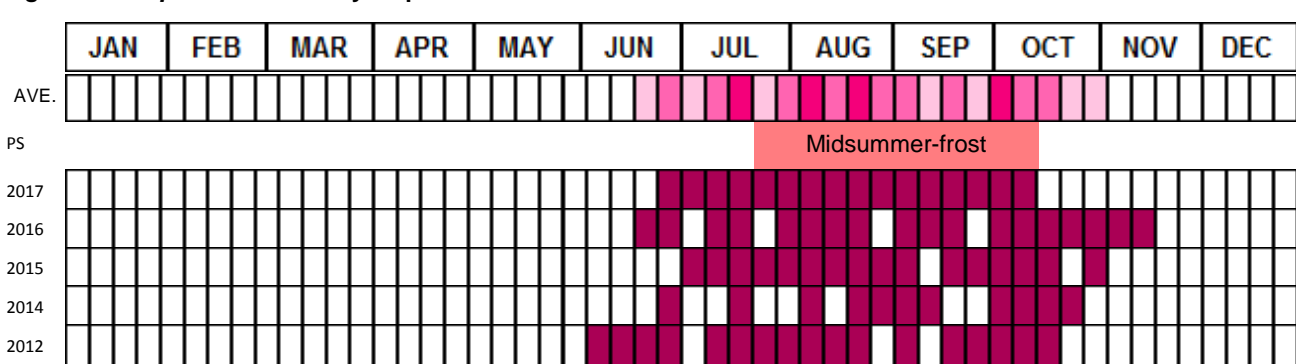 JAN FEB MAR APR MAY JUN JUL AUG SEP OCT NOV DEC
AVE.
PS Midsummer-frost
2017
2016
2015
2014
2012